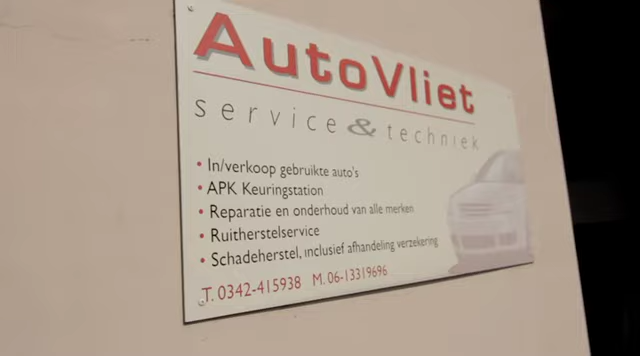 AutoVliet
service & techniek
• In/verkoop gebruikte auto's
• APK Keuringstation
• Reparatie en onderhoud van alle merken
• Ruitherstelservice
• Schadeherstel, inclusief afhandeling verzekering
T. 0342-415938 M. 06-13319696